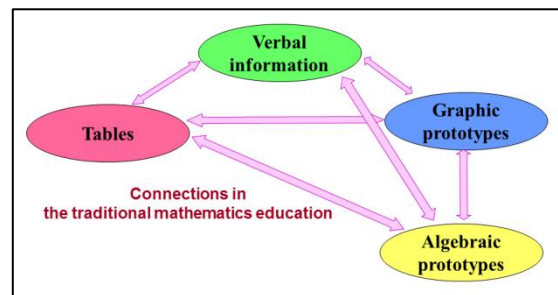 Verbal
information
Tables
Graphic
prototypes
Connections in
the traditional mathematics education
Algebraic
prototypes